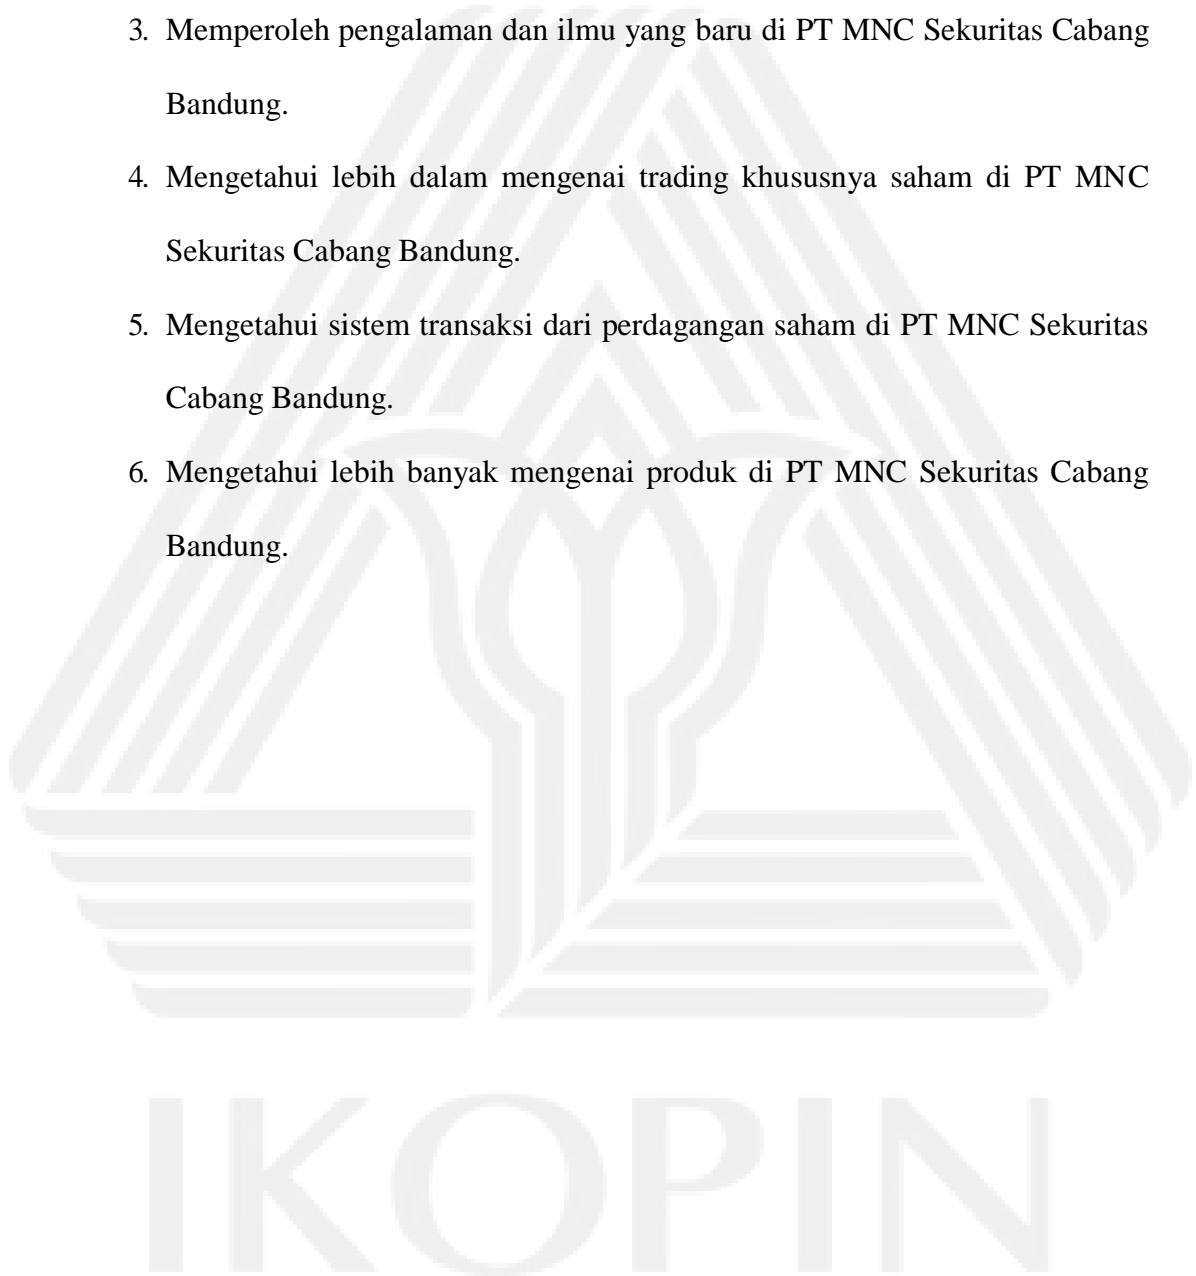 3. Memperoleh pengalaman dan ilmu yang baru di PT MNC Sekuritas Cabang
Bandung.
4. Mengetahui lebih dalam mengenai trading khususnya saham di PT MNC
Sekuritas Cabang Bandung.
5. Mengetahui sistem transaksi dari perdagangan saham di PT MNC Sekuritas
Cabang Bandung.
6. Mengetahui lebih banyak mengenai produk di PT MNC Sekuritas Cabang
Bandung.
IKOPIN